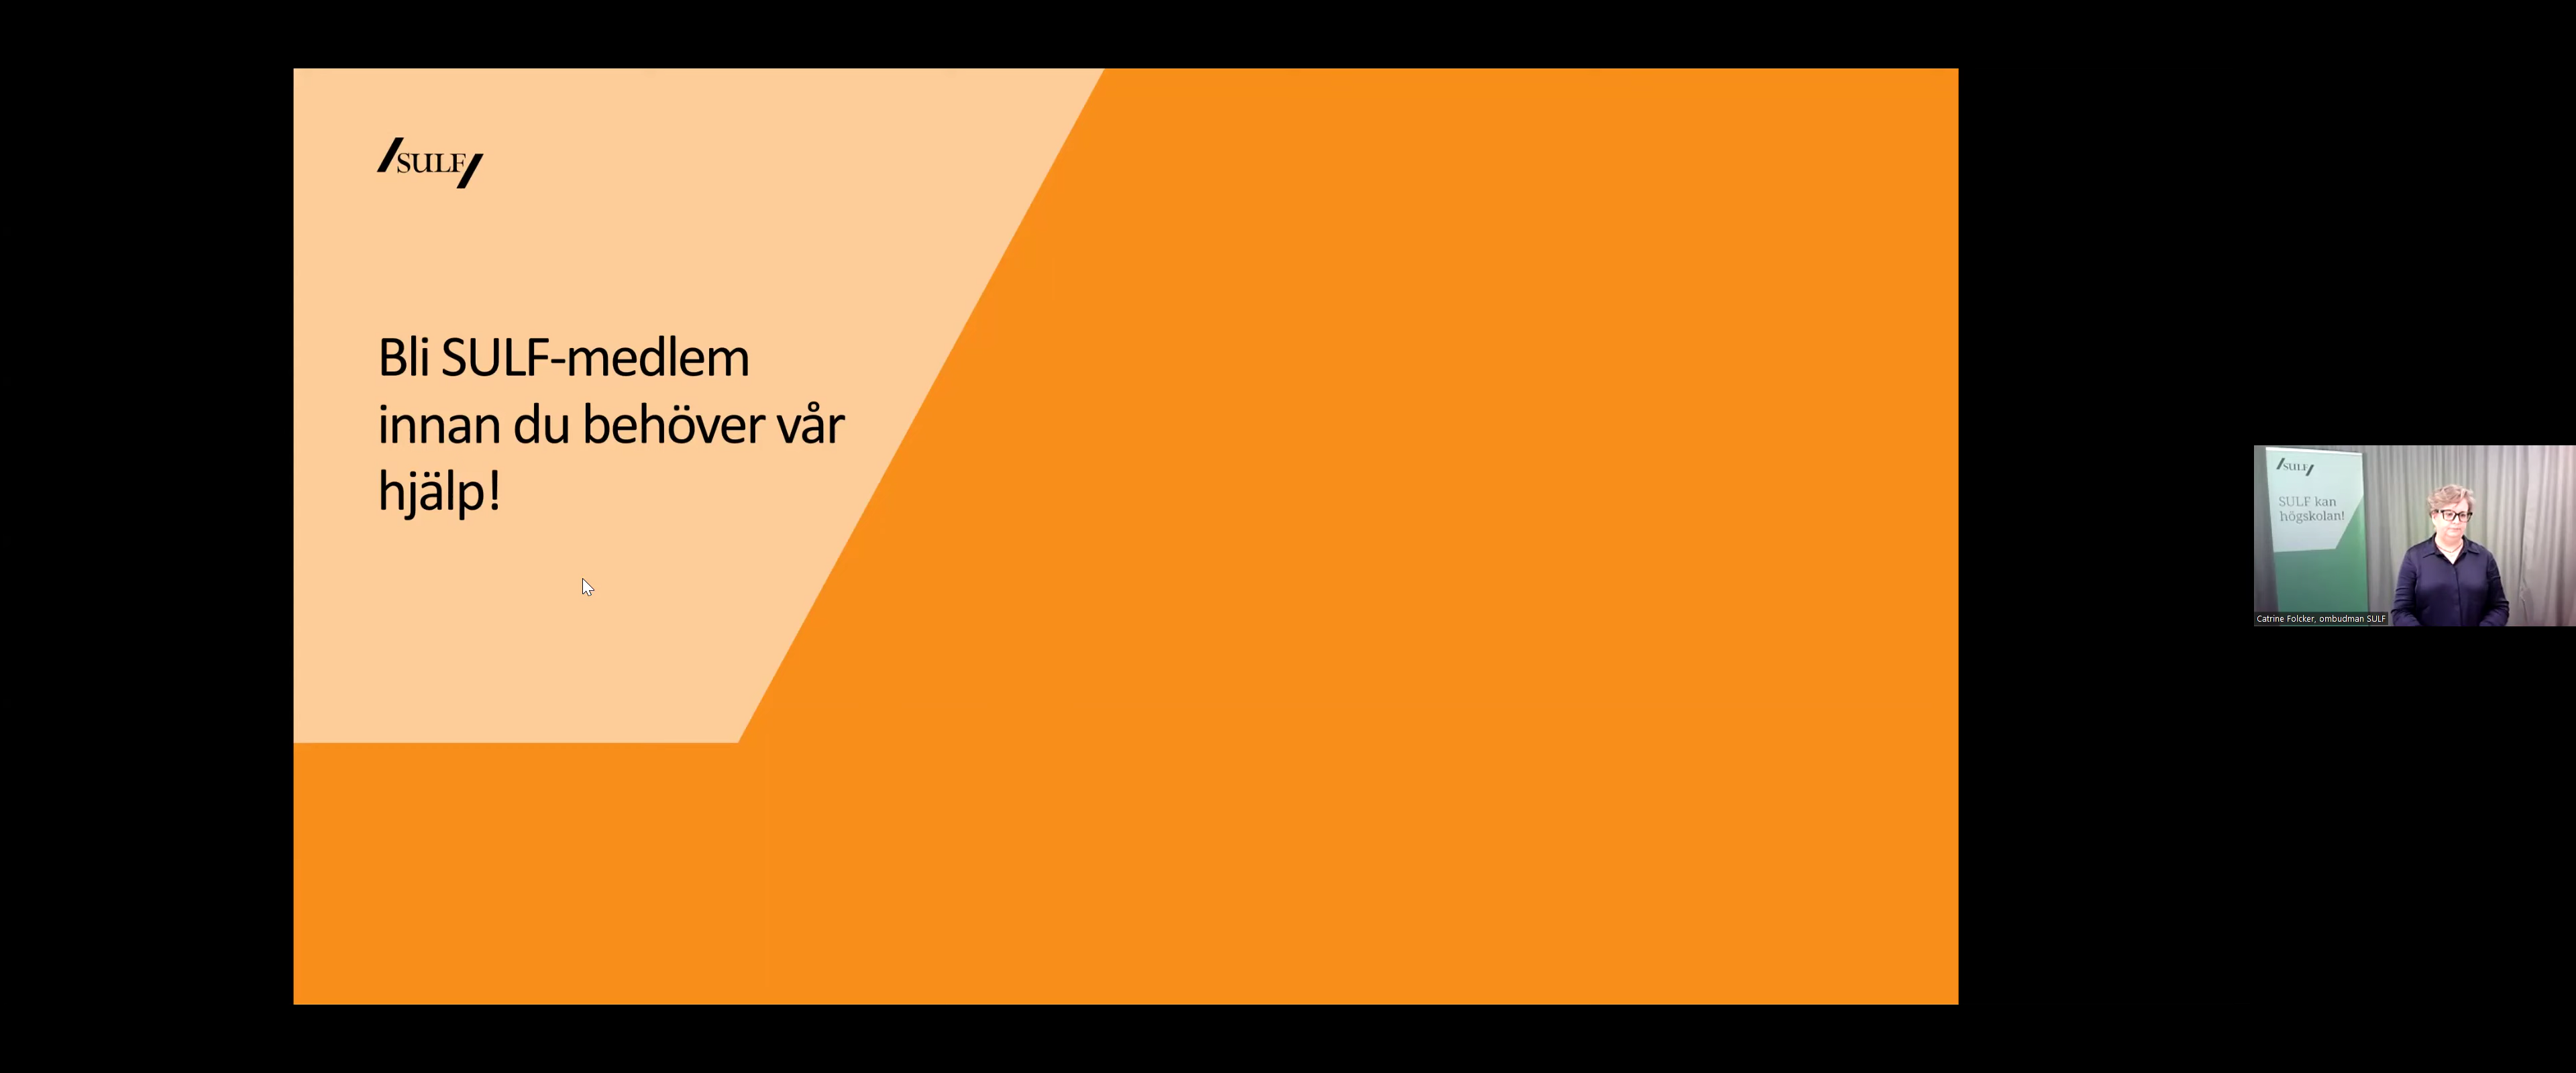 SULF
Bli SULF-medlem
innan du behöver vår
hjälp!
SULF
SULF kan
högskolan!
Catrine Folcker, ombudman SULF